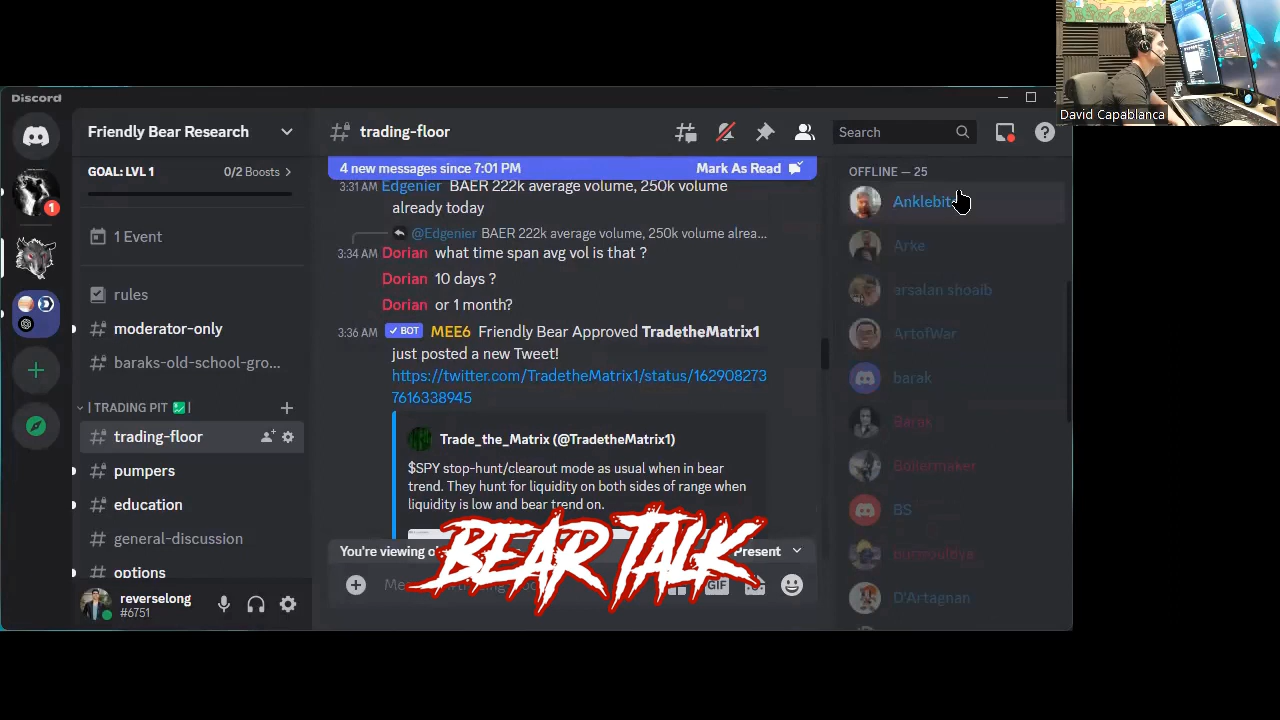 David Capablanca
Discord
Friendly Bear Research
GOAL: LVL 1 0/2 Boosts
1 Event
rules
moderator-only
baraks-old-school-gro...
| TRADING PIT |
trading-floor
pumpers
education
general-discussion
options
reverselong
#6751
trading-floor
Search
4 new messages since 7:01 PM Mark As Read
3:31 AM Edgenier BAER 222k average volume, 250k volume
already today
@Edgenier BAER 222k average volume, 250k volume alrea...
3:34 AM Dorian what time span avg vol is that ?
Dorian 10 days ?
Dorian or 1 month?
3:36 AM BOT MEE6 Friendly Bear Approved TradetheMatrix1
just posted a new Tweet!
https://twitter.com/TradetheMatrix1/status/162908273
7616338945
Trade_the_Matrix (@TradetheMatrix1)
$SPY stop-hunt/clearout mode as usual when in bear
trend. They hunt for liquidity on both sides of range when
liquidity is low and bear trend on.
You're viewing Present
GIF
BEAR TALK
OFFLINE — 25
Anklebit
Arke
arsalan shoaib
ArtofWar
barak
Barak
Boilermaker
BS
D'Artagnan